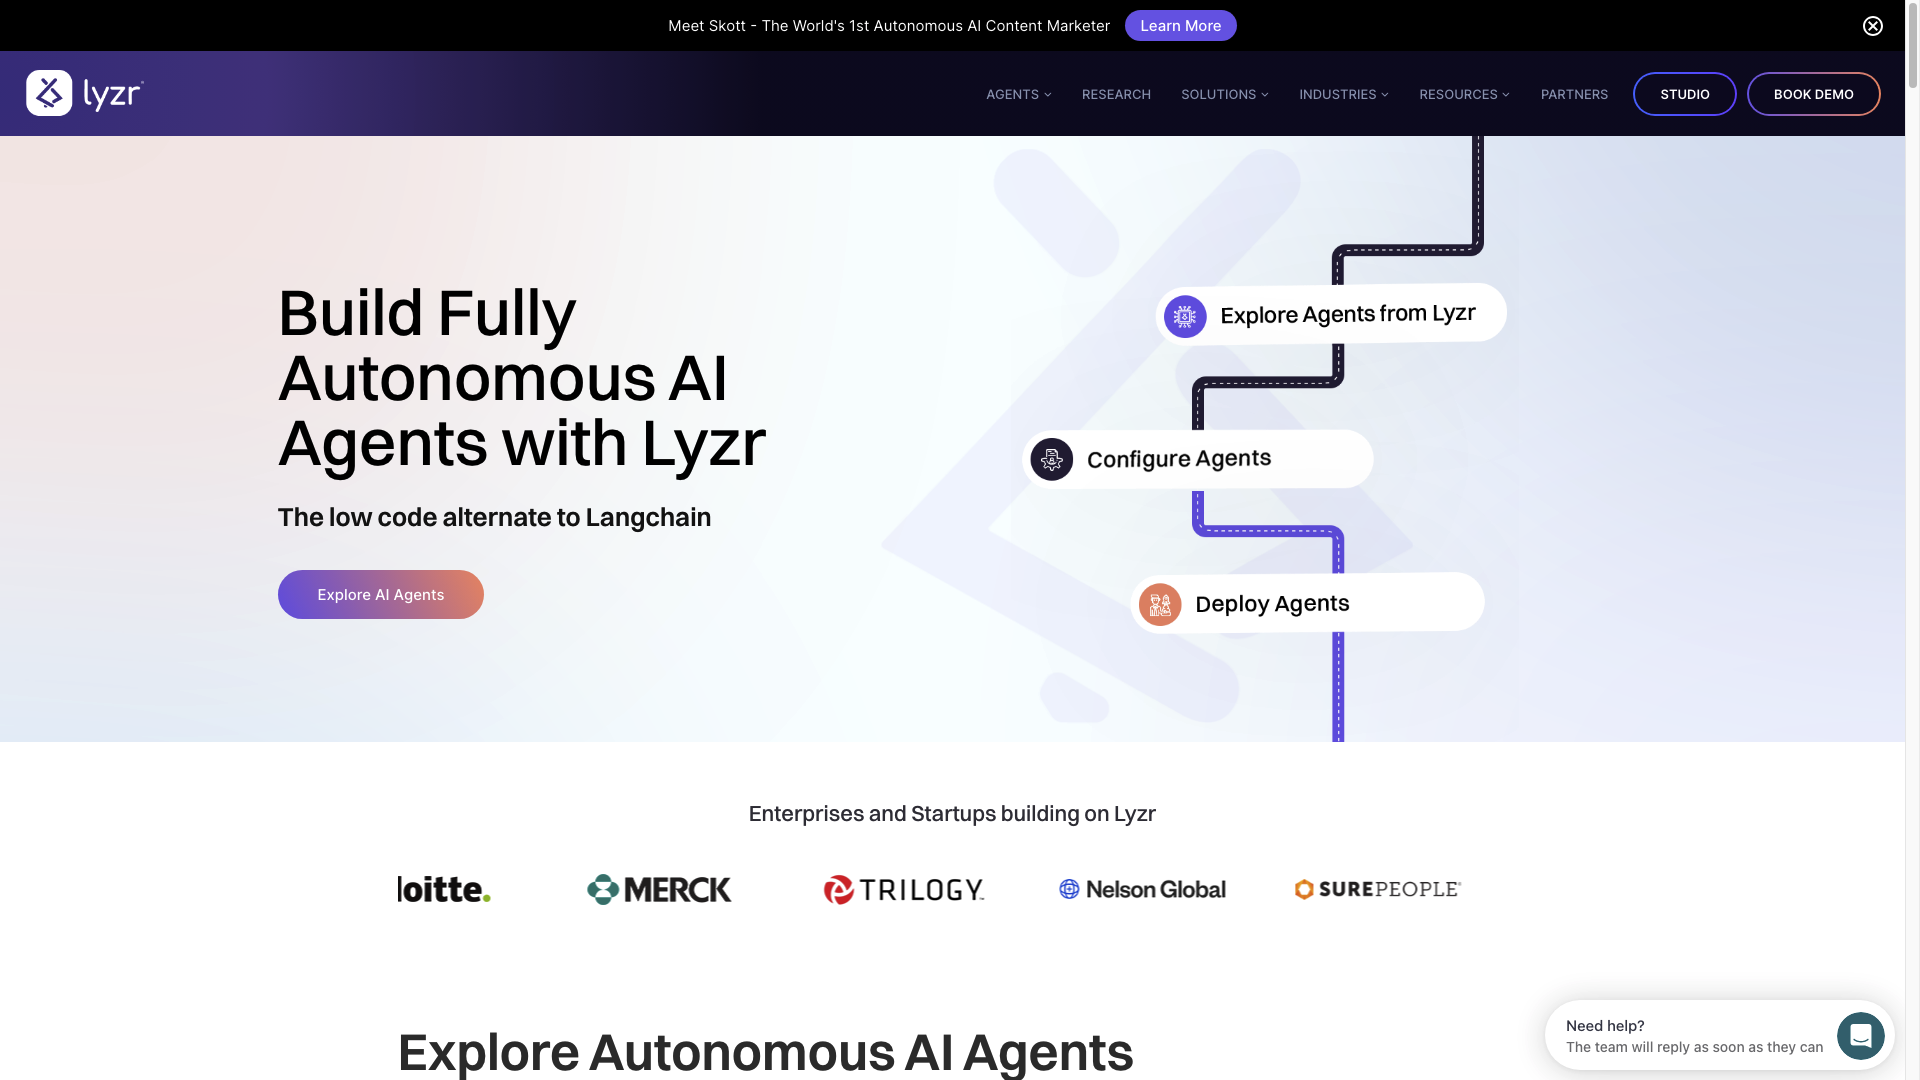 Meet Skott - The World's 1st Autonomous AI Content Marketer Learn More
lyzr
AGENTS RESEARCH SOLUTIONS INDUSTRIES RESOURCES PARTNERS STUDIO BOOK DEMO
Build Fully
Autonomous AI
Agents with Lyzr
The low code alternate to Langchain
Explore AI Agents
Explore Agents from Lyzr
Configure Agents
Deploy Agents
Enterprises and Startups building on Lyzr
loitte.
MERCK
TRILOGY
Nelson Global
SUREPEOPLE
Explore Autonomous AI Agents
Need help?
The team will reply as soon as they can